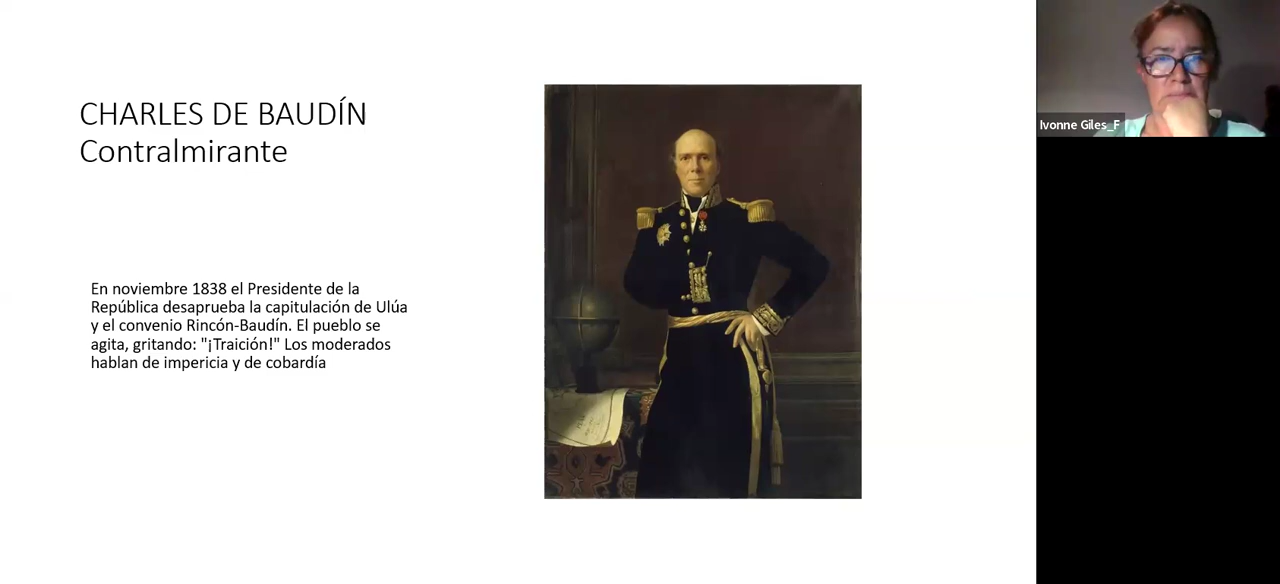 CHARLES DE BAUDÍN
Contralmirante
En noviembre 1838 el Presidente de la
República desaprueba la capitulación de Ulúa
y el convenio Rincón-Baudín. El pueblo se
agita, gritando: "¡Traición!" Los moderados
hablan de impericia y de cobardía
Ivonne Giles_F